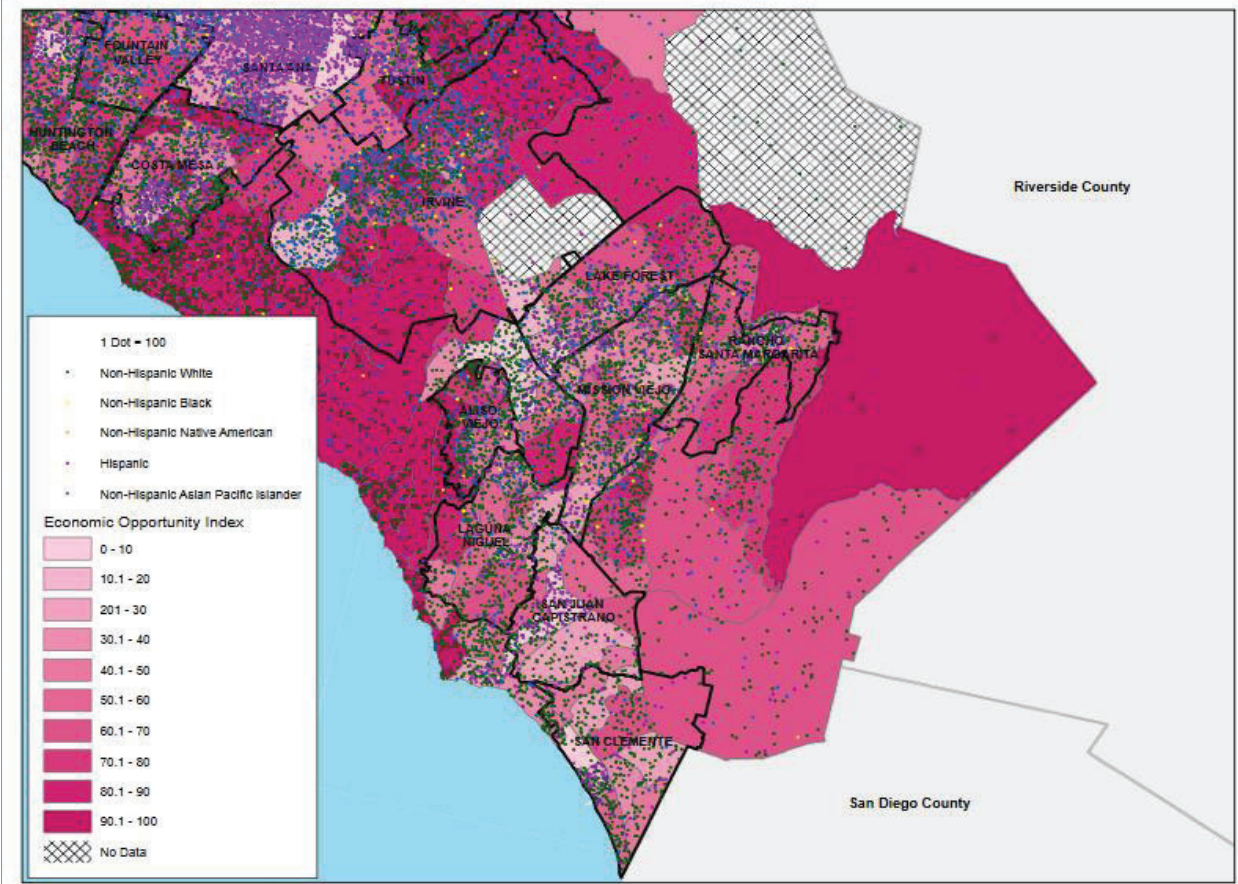 FOUNTAIN
VALLEY
SANTA ANA
TUSTIN
HUNTINGTON
BEACH
COSTA MESA
IRVINE
Riverside County
LAKE FOREST
RANCHO
SANTA MARGARITA
MISSION VIEJO
ALISO
VIEJO
LAGUNA
NIGUEL
SAN JUAN
CAPISTRANO
SAN CLEMENTE
San Diego County
1 Dot = 100
Non-Hispanic White
Non-Hispanic Black
Non-Hispanic Native American
Hispanic
Non-Hispanic Asian Pacific Islander
Economic Opportunity Index
0 - 10
10.1 - 20
201 - 30
30.1 - 40
40.1 - 50
50.1 - 60
60.1 - 70
70.1 - 80
80.1 - 90
90.1 - 100
No Data